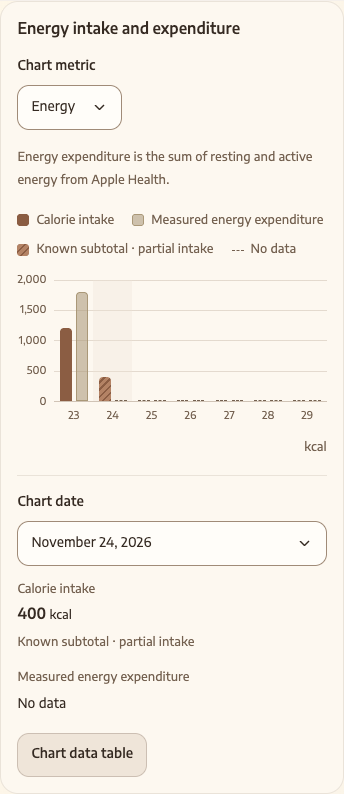 Energy intake and expenditure
Chart metric
Energy
Energy expenditure is the sum of resting and active
energy from Apple Health.
Calorie intake
Measured energy expenditure
Known subtotal · partial intake
No data
2,000
1,500
1,000
500
0
23 24 25 26 27 28 29
kcal
Chart date
November 24, 2026
Calorie intake
400 kcal
Known subtotal · partial intake
Measured energy expenditure
No data
Chart data table